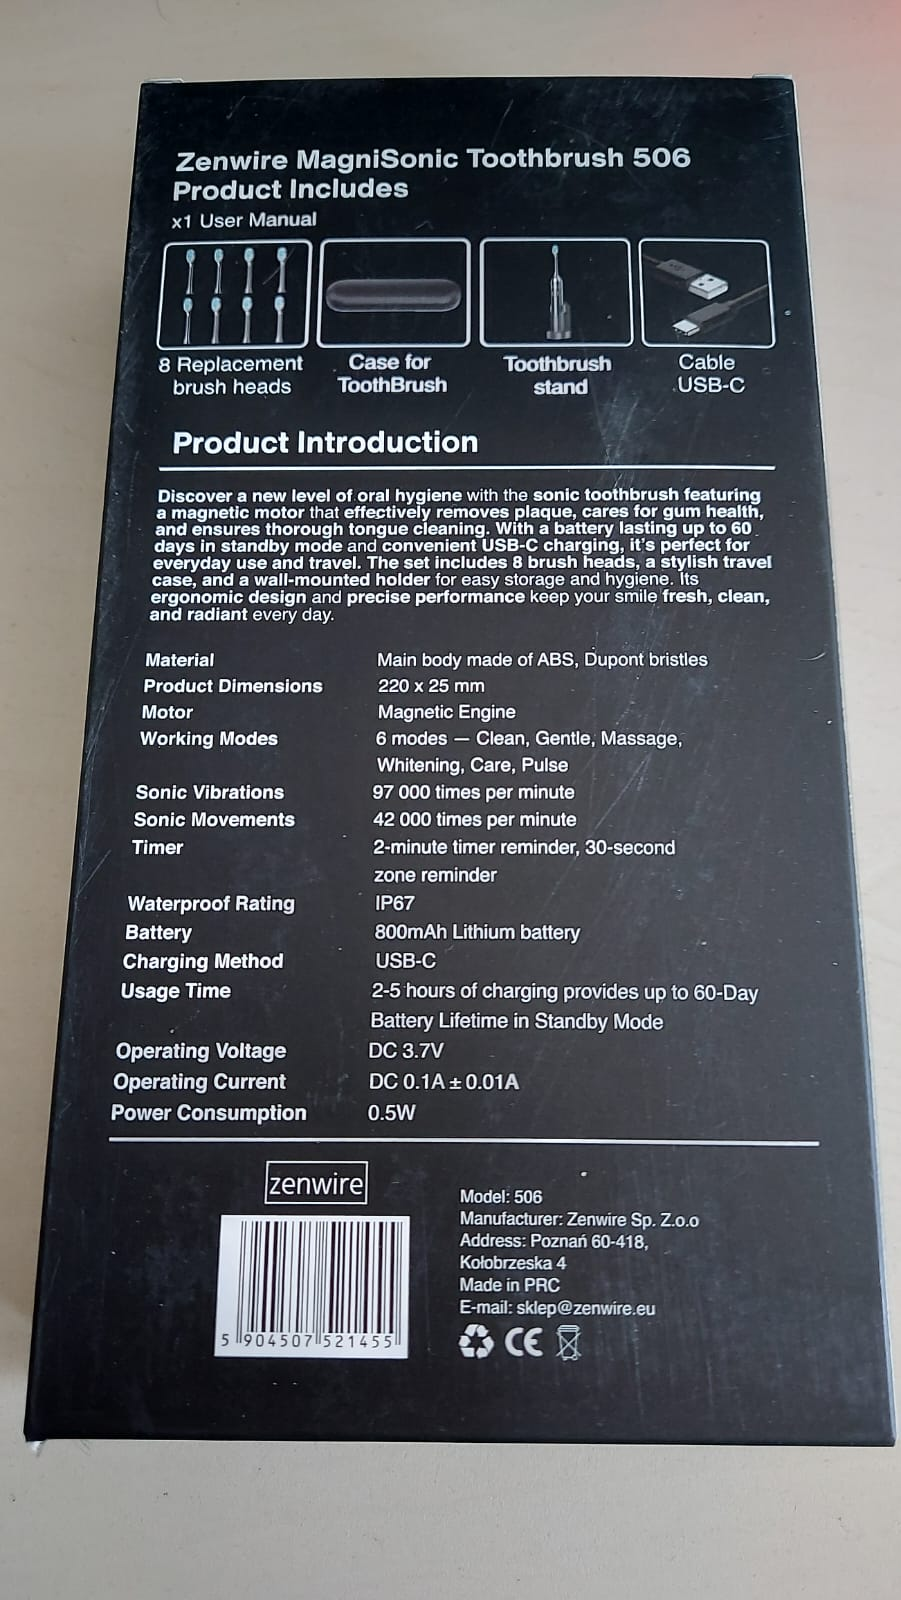 Zenwire MagniSonic Toothbrush 506
Product Includes
x1 User Manual
8 Replacement
brush heads
Case for
ToothBrush
Toothbrush
stand
Cable
USB-C
Product Introduction
Discover a new level of oral hygiene with the sonic toothbrush featuring
a magnetic motor that effectively removes plaque, cares for gum health,
and ensures thorough tongue cleaning. With a battery lasting up to 60
days in standby mode and convenient USB-C charging, it's perfect for
everyday use and travel. The set includes 8 brush heads, a stylish travel
case, and a wall-mounted holder for easy storage and hygiene. Its
ergonomic design and precise performance keep your smile fresh, clean,
and radiant every day.
Material Main body made of ABS, Dupont bristles
Product Dimensions 220 x 25 mm
Motor Magnetic Engine
Working Modes 6 modes — Clean, Gentle, Massage,
Whitening, Care, Pulse
Sonic Vibrations 97 000 times per minute
Sonic Movements 42 000 times per minute
Timer 2-minute timer reminder, 30-second
zone reminder
Waterproof Rating IP67
Battery 800mAh Lithium battery
Charging Method USB-C
Usage Time 2-5 hours of charging provides up to 60-Day
Battery Lifetime in Standby Mode
Operating Voltage DC 3.7V
Operating Current DC 0.1A ± 0.01A
Power Consumption 0.5W
zenwire
5 904507 521455
Model: 506
Manufacturer: Zenwire Sp. Z.o.o
Address: Poznań 60-418,
Kołobrzeska 4
Made in PRC
E-mail: sklep@zenwire.eu
CE